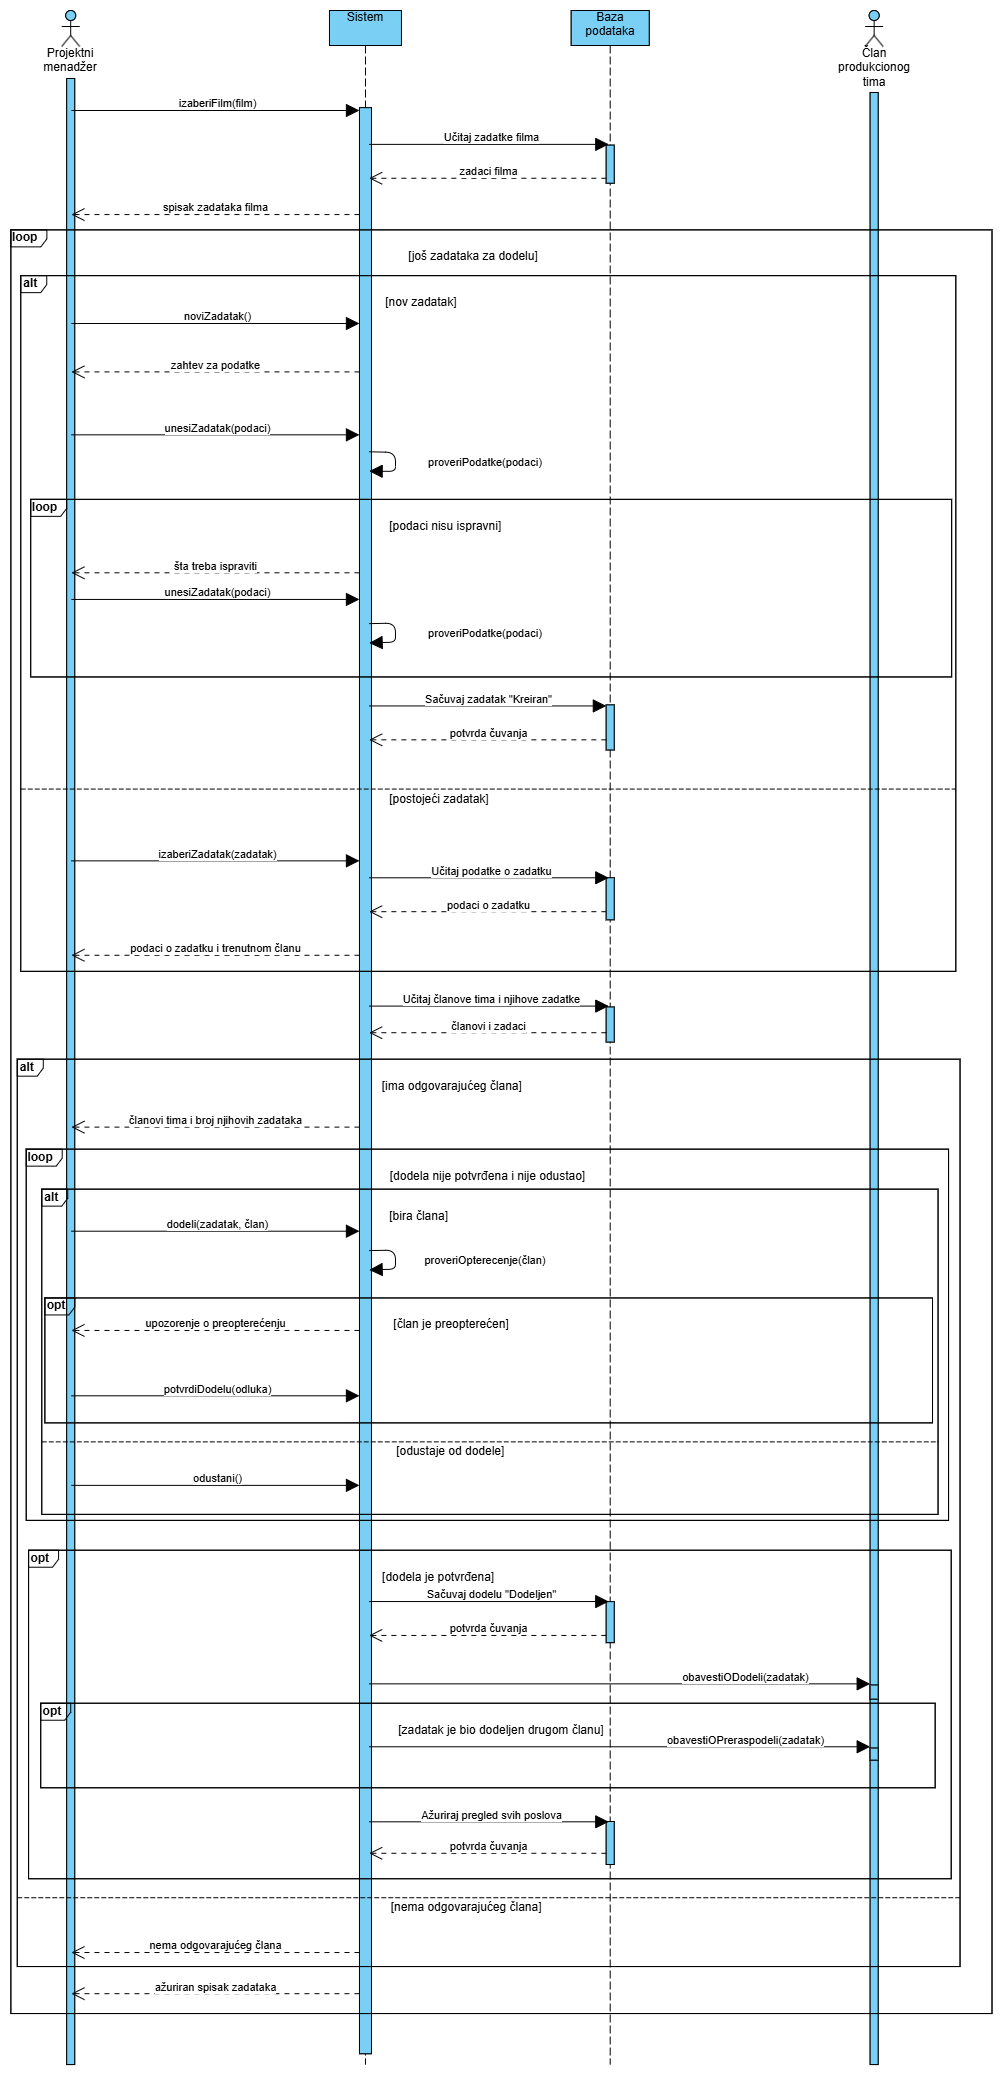 Projektni
menadžer
Sistem
Baza
podataka
Član
produkcionog
tima
izaberiFilm(film)
Učitaj zadatke filma
zadaci filma
spisak zadataka filma
loop
[još zadataka za dodelu]
alt
[nov zadatak]
noviZadatak()
zahtev za podatke
unesiZadatak(podaci)
proveriPodatke(podaci)
loop
[podaci nisu ispravni]
šta treba ispraviti
unesiZadatak(podaci)
proveriPodatke(podaci)
Sačuvaj zadatak "Kreiran"
potvrda čuvanja
[postojeći zadatak]
izaberiZadatak(zadatak)
Učitaj podatke o zadatku
podaci o zadatku
podaci o zadatku i trenutnom članu
Učitaj članove tima i njihove zadatke
članovi i zadaci
alt
[ima odgovarajućeg člana]
članovi tima i broj njihovih zadataka
loop
[dodela nije potvrđena i nije odustao]
alt
[bira člana]
dodeli(zadatak, član)
proveriOpterecenje(član)
opt
upozorenje o preopterećenju
[član je preopterećen]
potvrdiDodelu(odluka)
[odustaje od dodele]
odustani()
opt
[dodela je potvrđena]
Sačuvaj dodelu "Dodeljen"
potvrda čuvanja
obavestiODodeli(zadatak)
opt
[zadatak je bio dodeljen drugom članu]
obavestiOPreraspodeli(zadatak)
Ažuriraj pregled svih poslova
potvrda čuvanja
[nema odgovarajućeg člana]
nema odgovarajućeg člana
ažuriran spisak zadataka